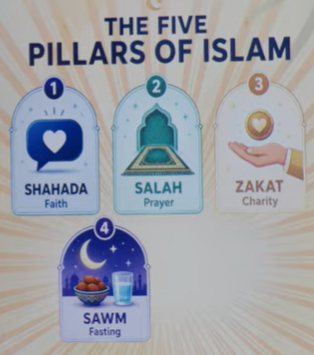 THE FIVE
PILLARS OF ISLAM
1
SHAHADA
Faith
2
SALAH
Prayer
3
ZAKAT
Charity
4
SAWM
Fasting